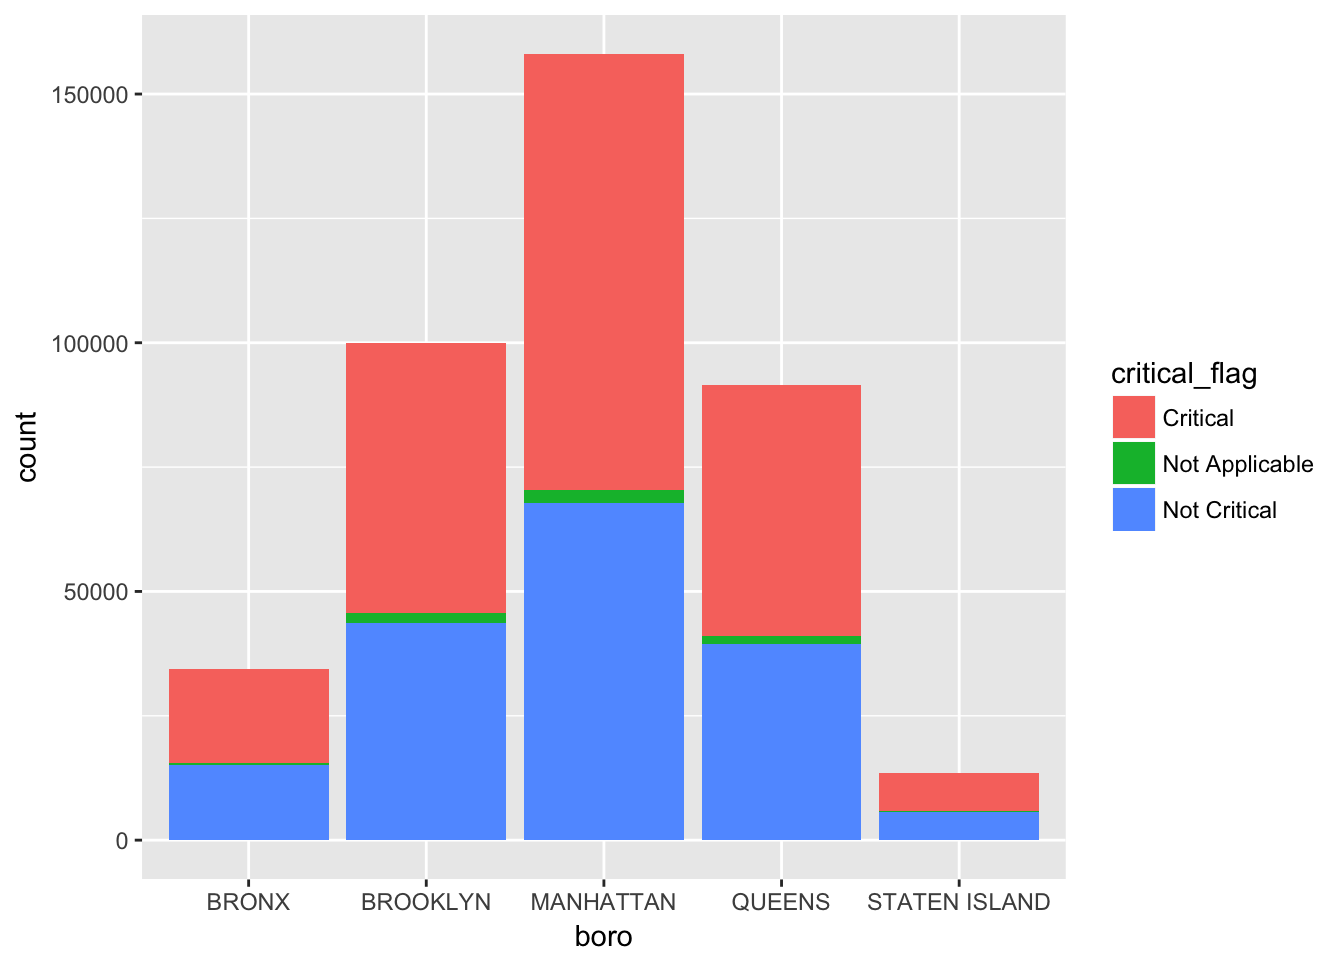 150000
100000
50000
0
count
BRONX BROOKLYN MANHATTAN QUEENS STATEN ISLAND
boro
critical_flag
Critical
Not Applicable
Not Critical